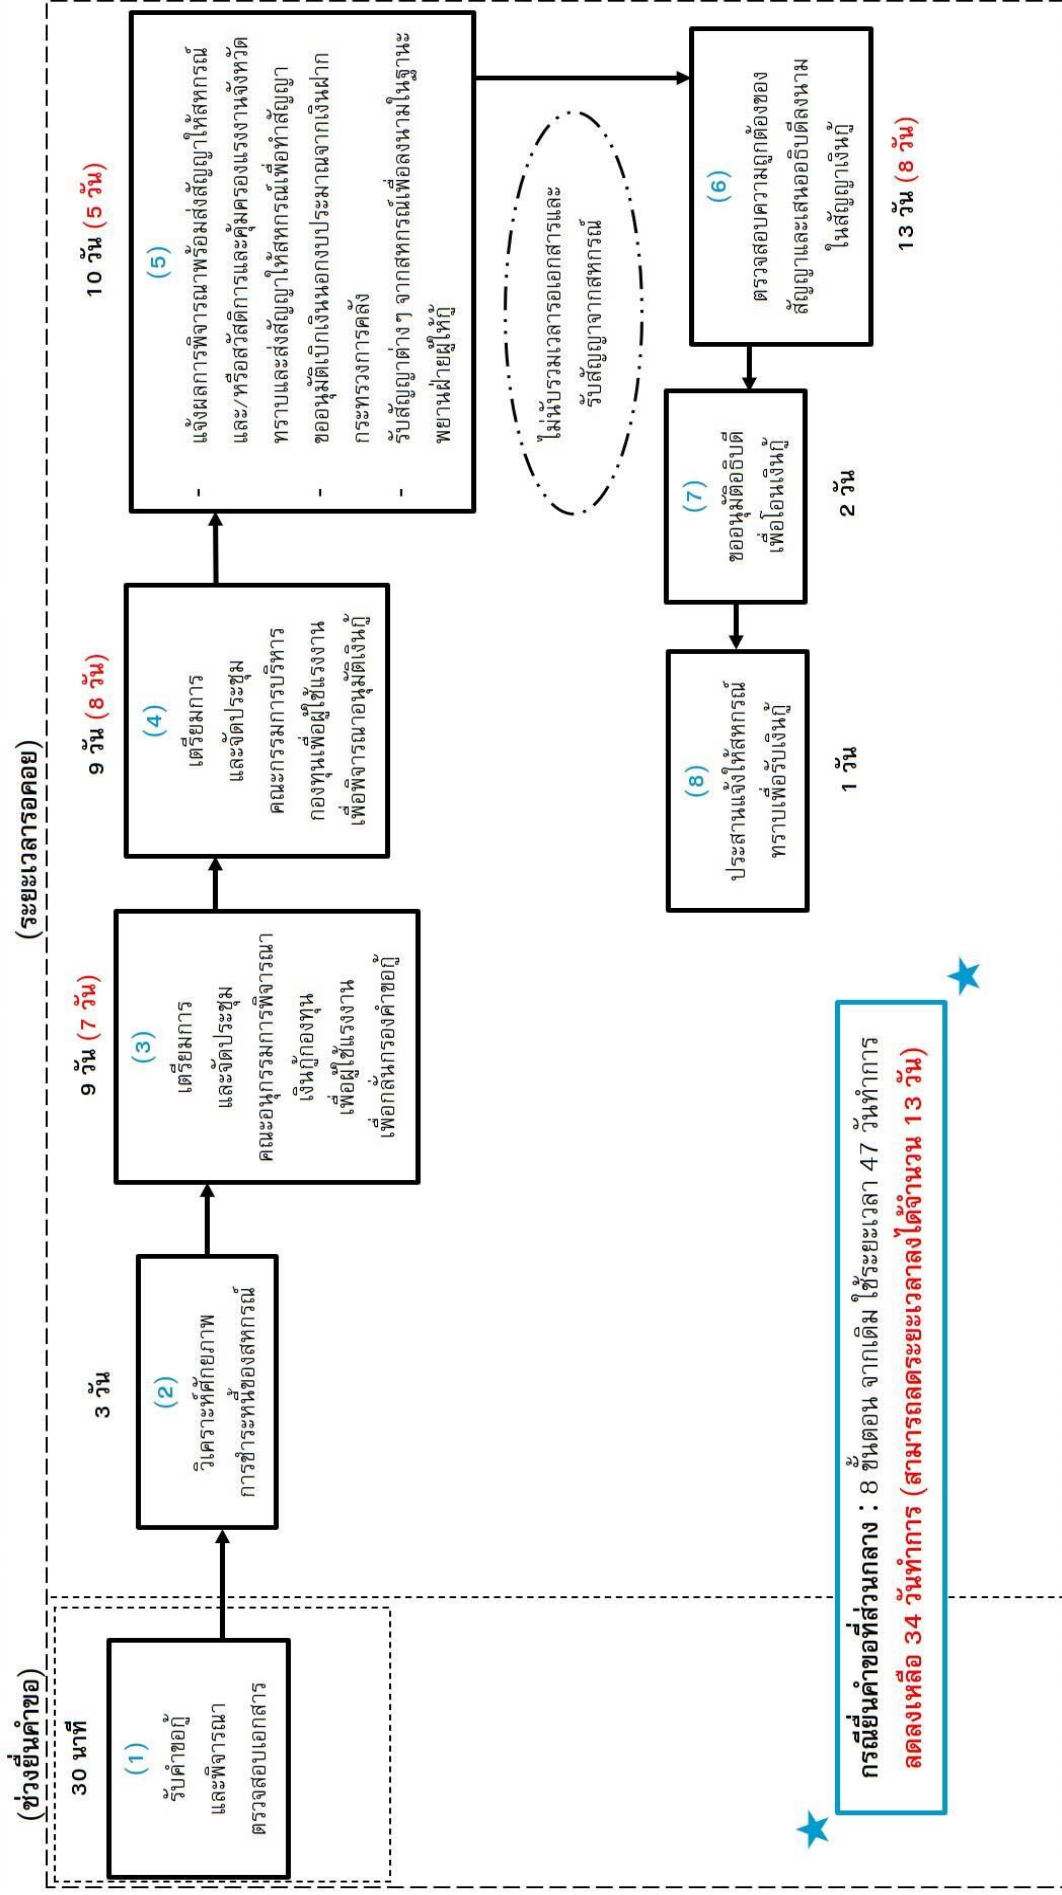 (ช่วงยื่นคำขอ)
(ระยะเวลารอคอย)
30 นาที
(1)
รับคำขอกู้
และพิจารณา
ตรวจสอบเอกสาร
3 วัน
(2)
วิเคราะห์ศักยภาพ
การชำระหนี้ของสหกรณ์
9 วัน (7 วัน)
(3)
เตรียมการ
และจัดประชุม
คณะอนุกรรมการพิจารณา
เงินกู้กองทุน
เพื่อผู้ใช้แรงงาน
เพื่อกลั่นกรองคำขอกู้
9 วัน (8 วัน)
(4)
เตรียมการ
และจัดประชุม
คณะกรรมการบริหาร
กองทุนเพื่อผู้ใช้แรงงาน
เพื่อพิจารณาอนุมัติเงินกู้
10 วัน (5 วัน)
(5)
- แจ้งผลการพิจารณาพร้อมส่งสัญญาให้สหกรณ์
และ/หรือสวัสดิการและคุ้มครองแรงงานจังหวัด
ทราบและส่งสัญญาให้สหกรณ์เพื่อทำสัญญา
- ขออนุมัติเบิกเงินนอกงบประมาณจากเงินฝาก
กระทรวงการคลัง
- รับสัญญาต่างๆ จากสหกรณ์เพื่อลงนามในฐานะ
พยานฝ่ายผู้ให้กู้
ไม่นับรวมเวลารอเอกสารและ
รับสัญญาจากสหกรณ์
(6)
ตรวจสอบความถูกต้องของ
สัญญาและเสนออธิบดีลงนาม
ในสัญญาเงินกู้
13 วัน (8 วัน)
(7)
ขออนุมัติอธิบดี
เพื่อโอนเงินกู้
2 วัน
(8)
ประสานแจ้งให้สหกรณ์
ทราบเพื่อรับเงินกู้
1 วัน
กรณียื่นคำขอที่ส่วนกลาง : 8 ขั้นตอน จากเดิม ใช้ระยะเวลา 47 วันทำการ
ลดลงเหลือ 34 วันทำการ (สามารถลดระยะเวลาลงได้จำนวน 13 วัน)